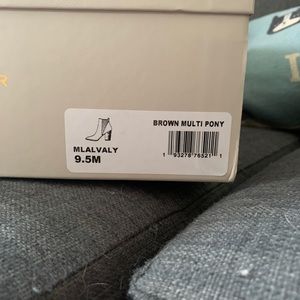 BROWN MULTI PONY
MLALVALY
9.5M
1 93278 76521 1
R